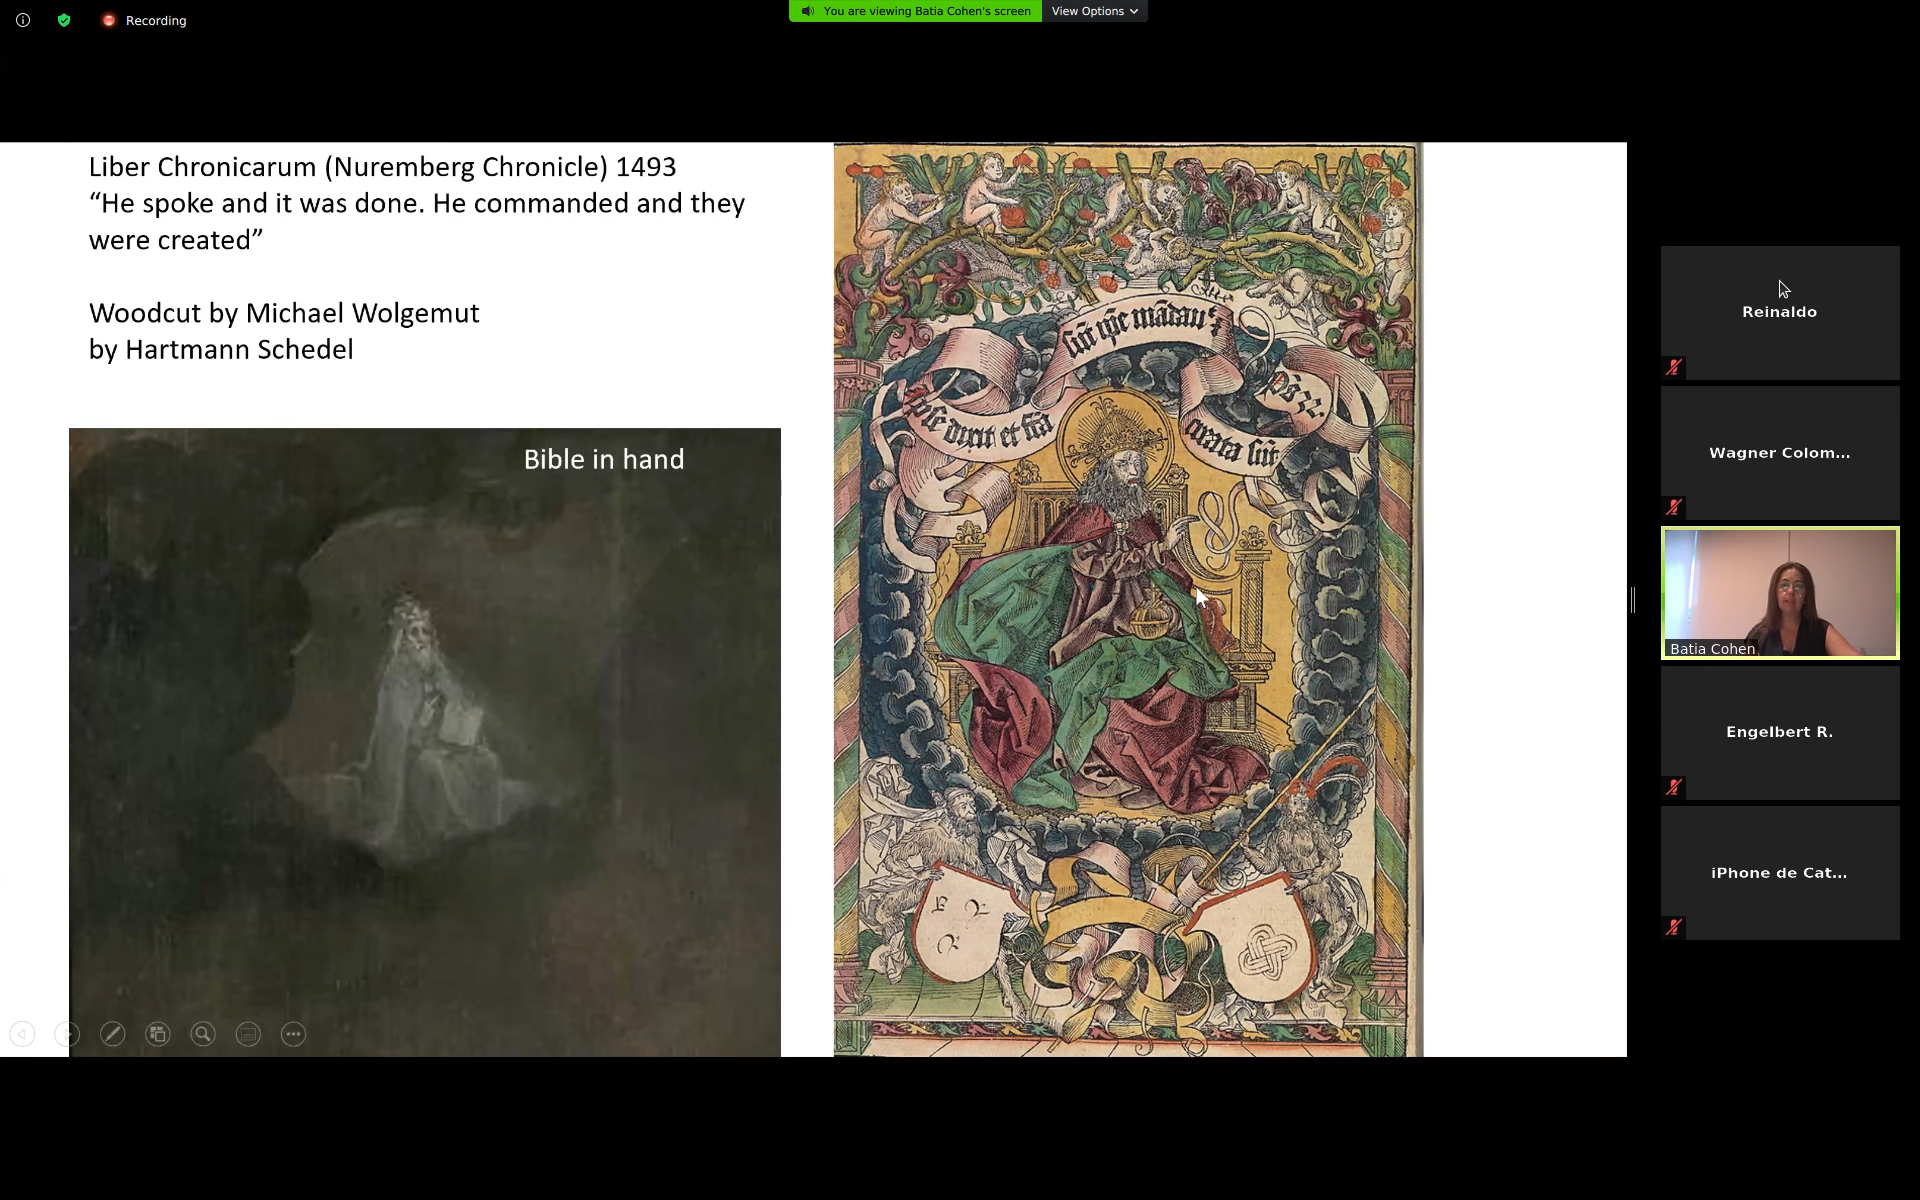 Recording
You are viewing Batia Cohen's screen
View Options
Liber Chronicarum (Nuremberg Chronicle) 1493
“He spoke and it was done. He commanded and they
were created”
Woodcut by Michael Wolgemut
by Hartmann Schedel
Bible in hand
Reinaldo
Wagner Colom...
Batia Cohen
Engelbert R.
iPhone de Cat...